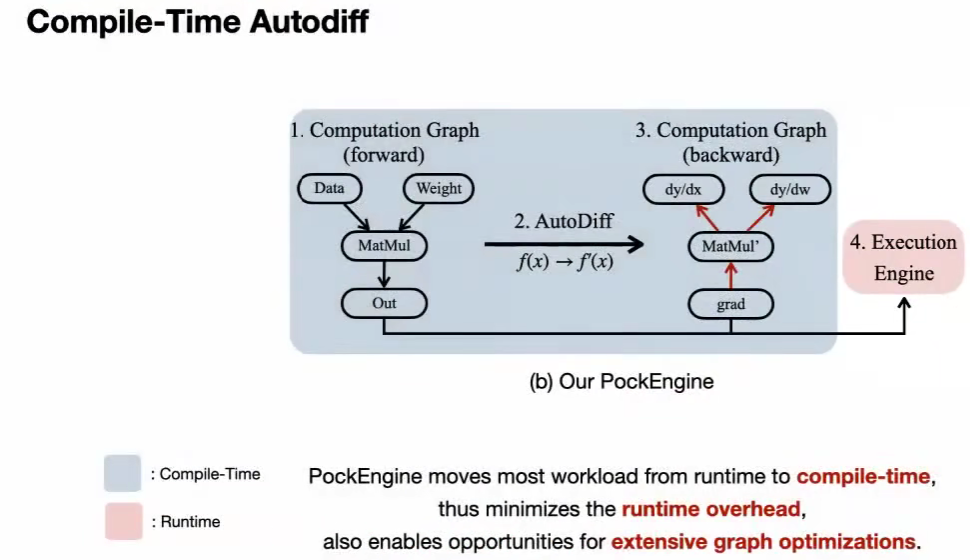 Compile-Time Autodiff
1. Computation Graph
(forward)
Data
Weight
MatMul
Out
2. AutoDiff
f(x) → f'(x)
3. Computation Graph
(backward)
dy/dx
dy/dw
MatMul'
grad
4. Execution
Engine
(b) Our PockEngine
: Compile-Time
: Runtime
PockEngine moves most workload from runtime to compile-time,
thus minimizes the runtime overhead,
also enables opportunities for extensive graph optimizations.